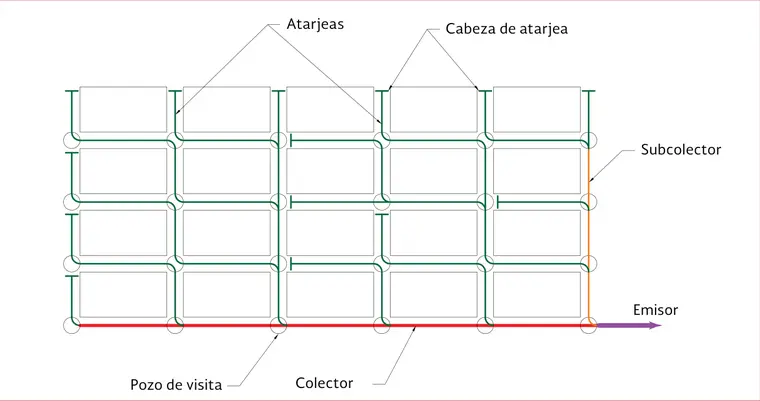 Atarjeas
Cabeza de atarjea
Subcolector
Emisor
Pozo de visita
Colector